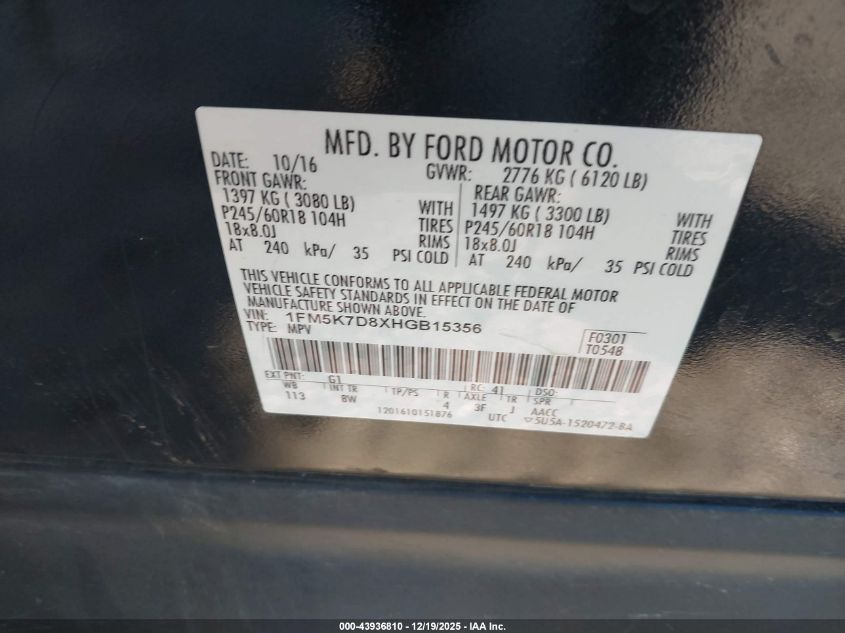 MFD. BY FORD MOTOR CO.
DATE: 10/16 GVWR: 2776 KG ( 6120 LB)
FRONT GAWR: REAR GAWR:
1397 KG ( 3080 LB) WITH 1497 KG ( 3300 LB) WITH
P245/60R18 104H TIRES P245/60R18 104H TIRES
18x8.0J RIMS 18x8.0J RIMS
AT 240 kPa/ 35 PSI COLD AT 240 kPa/ 35 PSI COLD
THIS VEHICLE CONFORMS TO ALL APPLICABLE FEDERAL MOTOR
VEHICLE SAFETY STANDARDS IN EFFECT ON THE DATE OF
MANUFACTURE SHOWN ABOVE.
VIN: 1FM5K7D8XHGB15356
TYPE: MPV F0301
T0548
EXT PNT: G1 RC: 41 DSO:
WB INT TR TP/PS R AXLE TR SPR
113 BW 4 3F J AACC
1201610151876 UTC ▽5U5A-1520472-BA
000-43936810 - 12/19/2025 - IAA Inc.